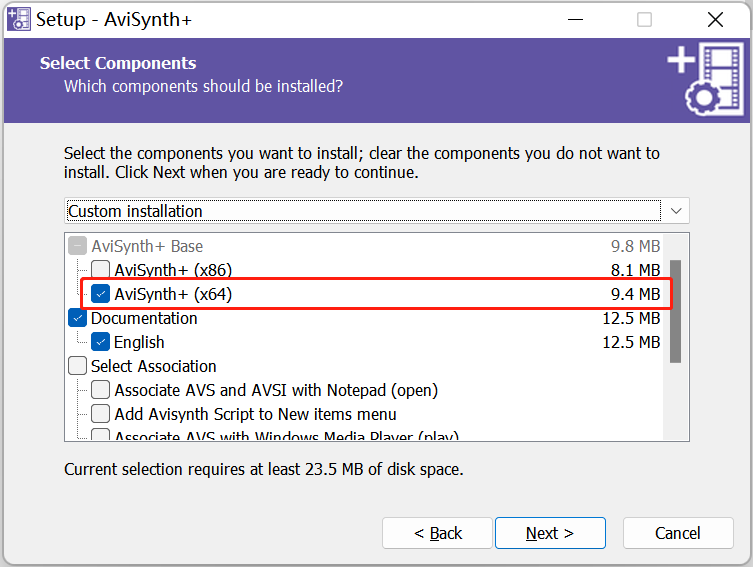 Setup - AviSynth+
Select Components
Which components should be installed?
Select the components you want to install; clear the components you do not want to
install. Click Next when you are ready to continue.
Custom installation
AviSynth+ Base 9.8 MB
AviSynth+ (x86) 8.1 MB
AviSynth+ (x64) 9.4 MB
Documentation 12.5 MB
English 12.5 MB
Select Association
Associate AVS and AVSI with Notepad (open)
Add Avisynth Script to New items menu
Associate AVS with Windows Media Player (play)
Current selection requires at least 23.5 MB of disk space.
< Back Next > Cancel